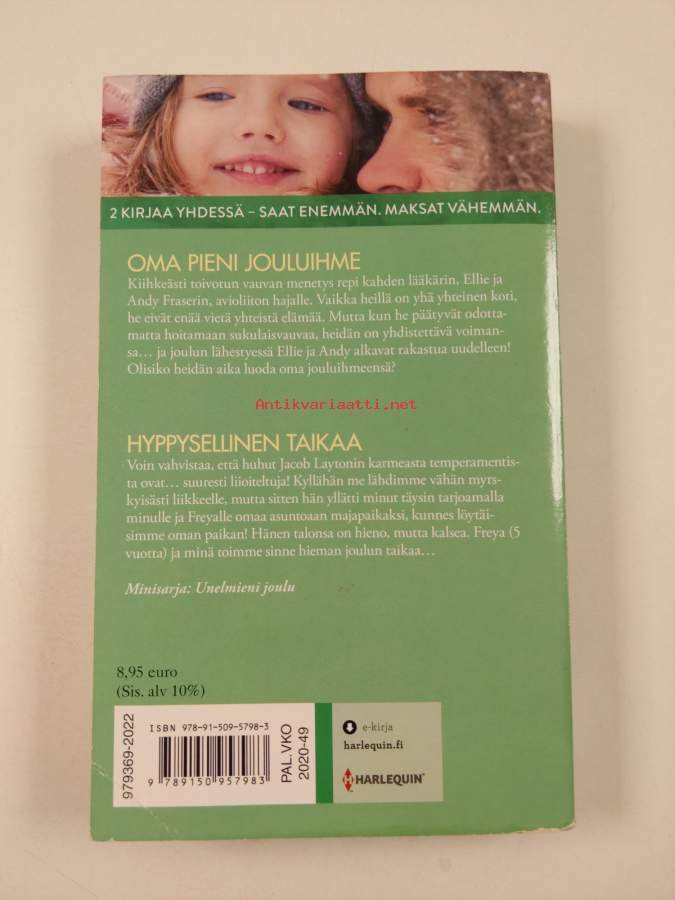 2 KIRJAA YHDESSÄ – SAAT ENEMMÄN. MAKSAT VÄHEMMÄN.
OMA PIENI JOULUIHME
Kiihkeästi toivotun vauvan menetys repi kahden lääkärin, Ellie ja
Andy Fraserin, avioliiton hajalle. Vaikka heillä on yhä yhteinen koti,
he eivät enää vietä yhteistä elämää. Mutta kun he päätyvät odotta-
matta hoitamaan sukulaisvauvaa, heidän on yhdistettävä voiman-
sa… ja joulun lähestyessä Ellie ja Andy alkavat rakastua uudelleen!
Olisiko heidän aika luoda oma jouluihmeensä?
Antikvariaatti.net
HYPPYSELLINEN TAIKAA
Voin vahvistaa, että huhut Jacob Laytonin karmeasta temperamentis-
ta ovat… suuresti liioiteltuja! Kyllähän me lähdimme vähän myrs-
kyisästi liikkeelle, mutta sitten hän yllätti minut täysin tarjoamalla
minulle ja Freyalle omaa asuntoaan majapaikaksi, kunnes löytäi-
simme oman paikan! Hänen talonsa on hieno, mutta kalsea. Freya (5
vuotta) ja minä toimme sinne hieman joulun taikaa…
Minisarja: Unelmieni joulu
8,95 euro
(Sis. alv 10%)
979369-2022
ISBN 978-91-509-5798-3
9 789150 957983
PAL.VKO
2020-49
e-kirja
harlequin.fi
HARLEQUIN